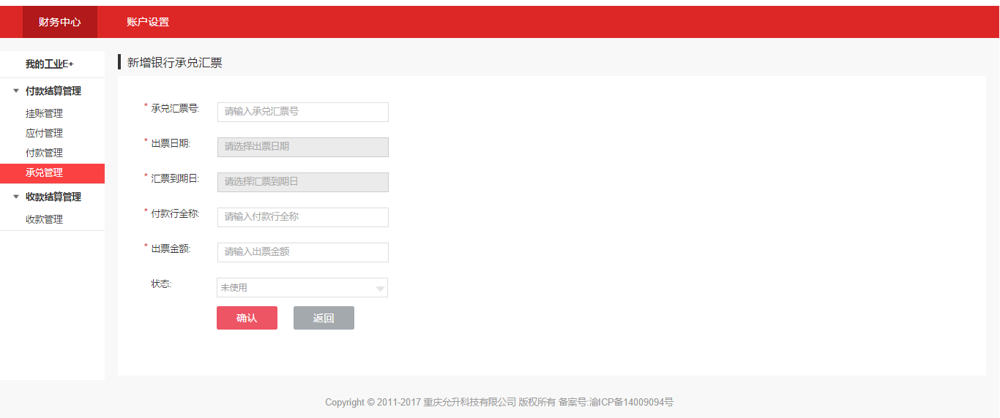 财务中心 账户设置
我的工业E+
付款结算管理
挂账管理
应付管理
付款管理
承兑管理
收款结算管理
收款管理
新增银行承兑汇票
* 承兑汇票号: 请输入承兑汇票号
* 出票日期: 请选择出票日期
* 汇票到期日: 请选择汇票到期日
* 付款行全称: 请输入付款行全称
* 出票金额: 请输入出票金额
状态: 未使用
确认 返回
Copyright © 2011-2017 重庆允升科技有限公司 版权所有 备案号:渝ICP备14009094号